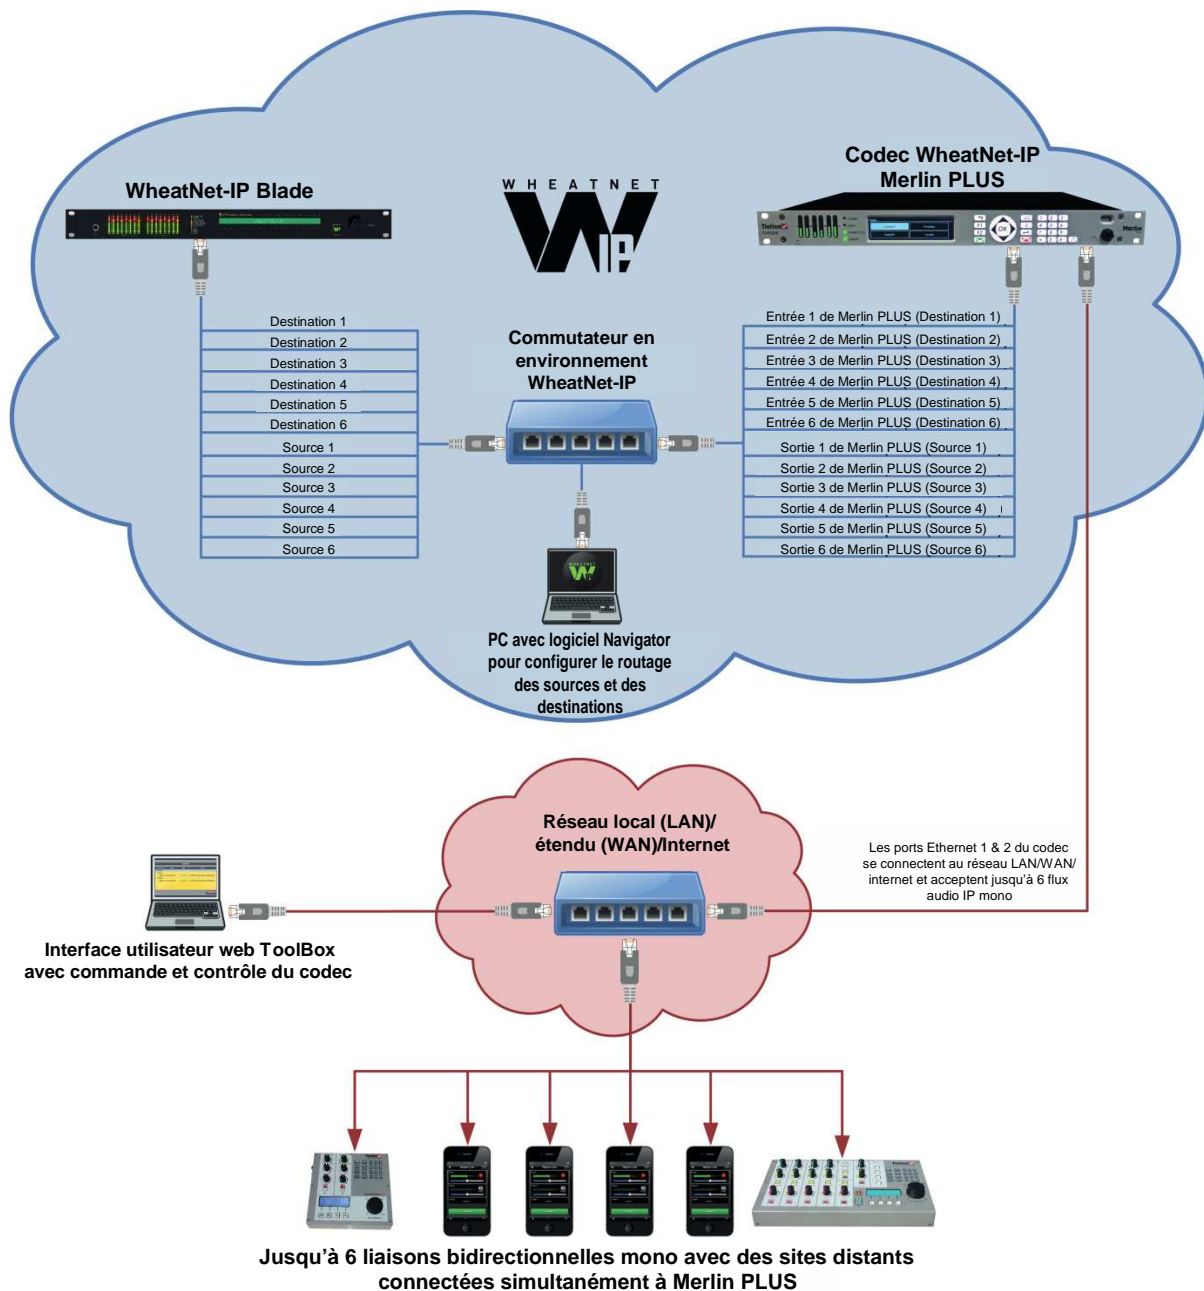 WheatNet-IP Blade
WHEATNET
IP
Codec WheatNet-IP
Merlin PLUS
Tieline
Merlin
OK
Destination 1
Destination 2
Destination 3
Destination 4
Destination 5
Destination 6
Source 1
Source 2
Source 3
Source 4
Source 5
Source 6
Commutateur en
environnement
WheatNet-IP
Entrée 1 de Merlin PLUS (Destination 1)
Entrée 2 de Merlin PLUS (Destination 2)
Entrée 3 de Merlin PLUS (Destination 3)
Entrée 4 de Merlin PLUS (Destination 4)
Entrée 5 de Merlin PLUS (Destination 5)
Entrée 6 de Merlin PLUS (Destination 6)
Sortie 1 de Merlin PLUS (Source 1)
Sortie 2 de Merlin PLUS (Source 2)
Sortie 3 de Merlin PLUS (Source 3)
Sortie 4 de Merlin PLUS (Source 4)
Sortie 5 de Merlin PLUS (Source 5)
Sortie 6 de Merlin PLUS (Source 6)
PC avec logiciel Navigator
pour configurer le routage
des sources et des
destinations
Réseau local (LAN)/
étendu (WAN)/Internet
Les ports Ethernet 1 & 2 du codec
se connectent au réseau LAN/WAN/
internet et acceptent jusqu'à 6 flux
audio IP mono
Interface utilisateur web ToolBox
avec commande et contrôle du codec
Jusqu'à 6 liaisons bidirectionnelles mono avec des sites distants
connectées simultanément à Merlin PLUS